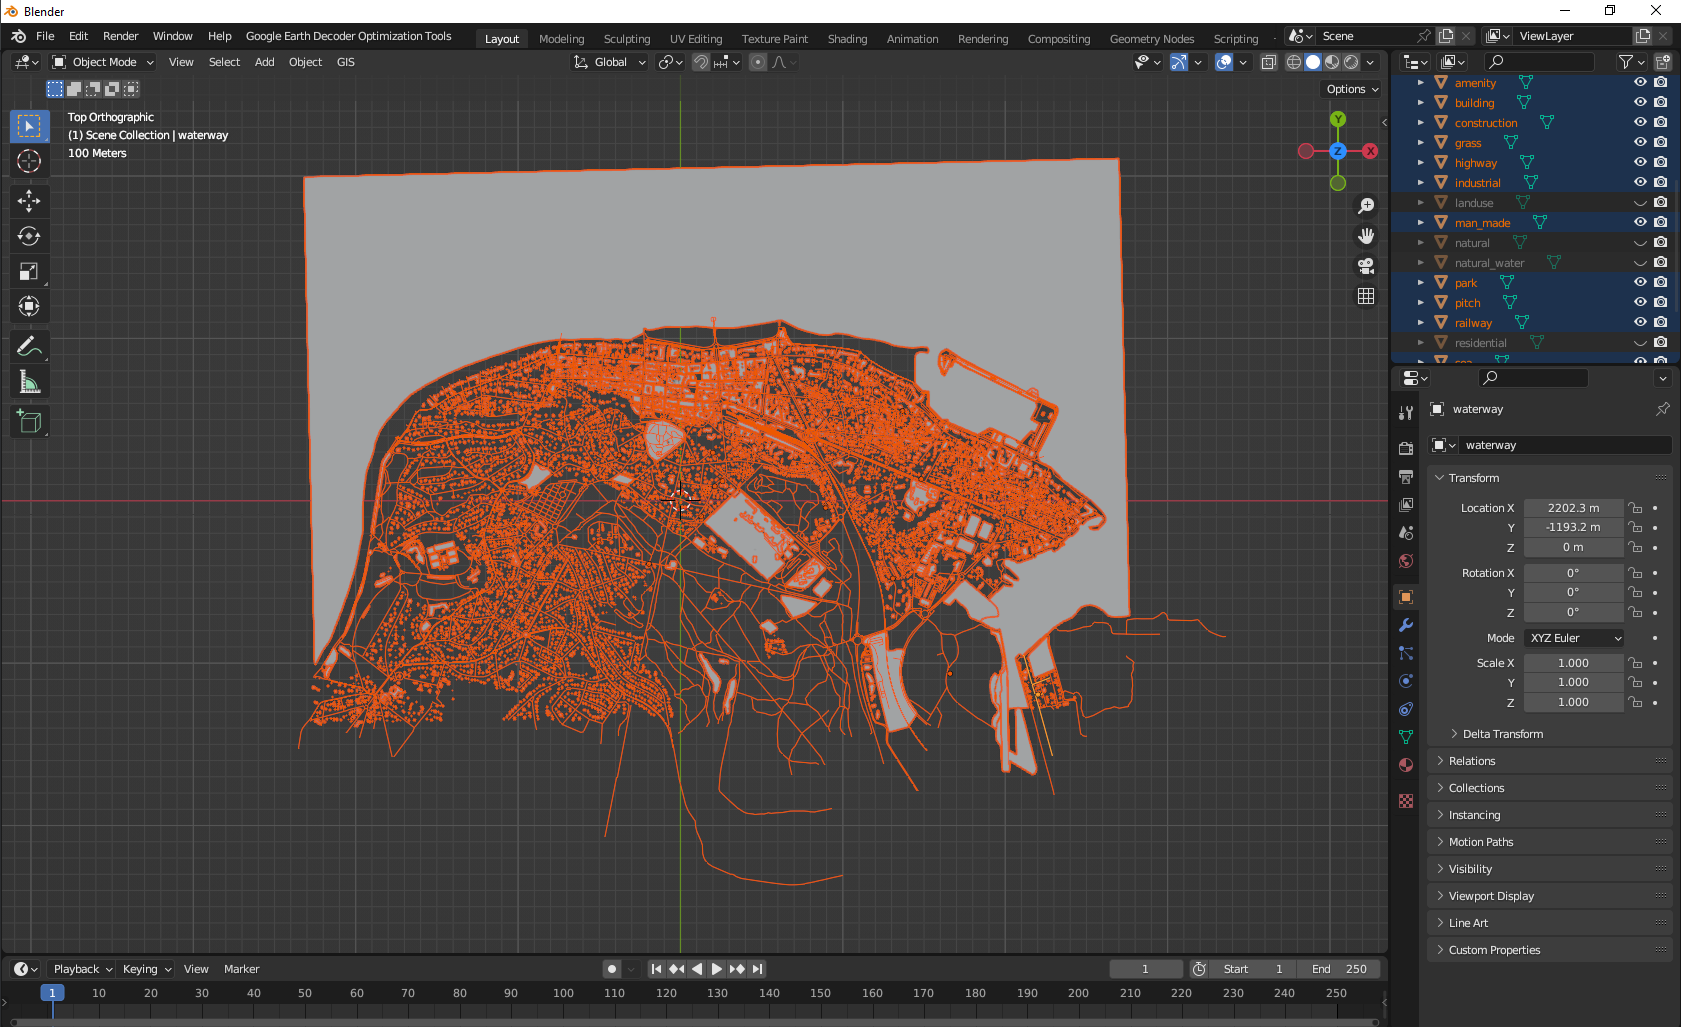 Blender
File Edit Render Window Help Google Earth Decoder Optimization Tools
Layout Modeling Sculpting UV Editing Texture Paint Shading Animation Rendering Compositing Geometry Nodes Scripting
Scene
ViewLayer
Object Mode View Select Add Object GIS
Global
Options
Top Orthographic
(1) Scene Collection | waterway
100 Meters
Y
Z
X
amenity
building
construction
grass
highway
industrial
landuse
man_made
natural
natural_water
park
pitch
railway
residential
waterway
waterway
Transform
Location X 2202.3 m
Y -1193.2 m
Z 0 m
Rotation X 0°
Y 0°
Z 0°
Mode XYZ Euler
Scale X 1.000
Y 1.000
Z 1.000
Delta Transform
Relations
Collections
Instancing
Motion Paths
Visibility
Viewport Display
Line Art
Custom Properties
Playback Keying View Marker
1
Start 1
End 250
1 10 20 30 40 50 60 70 80 90 100 110 120 130 140 150 160 170 180 190 200 210 220 230 240 250